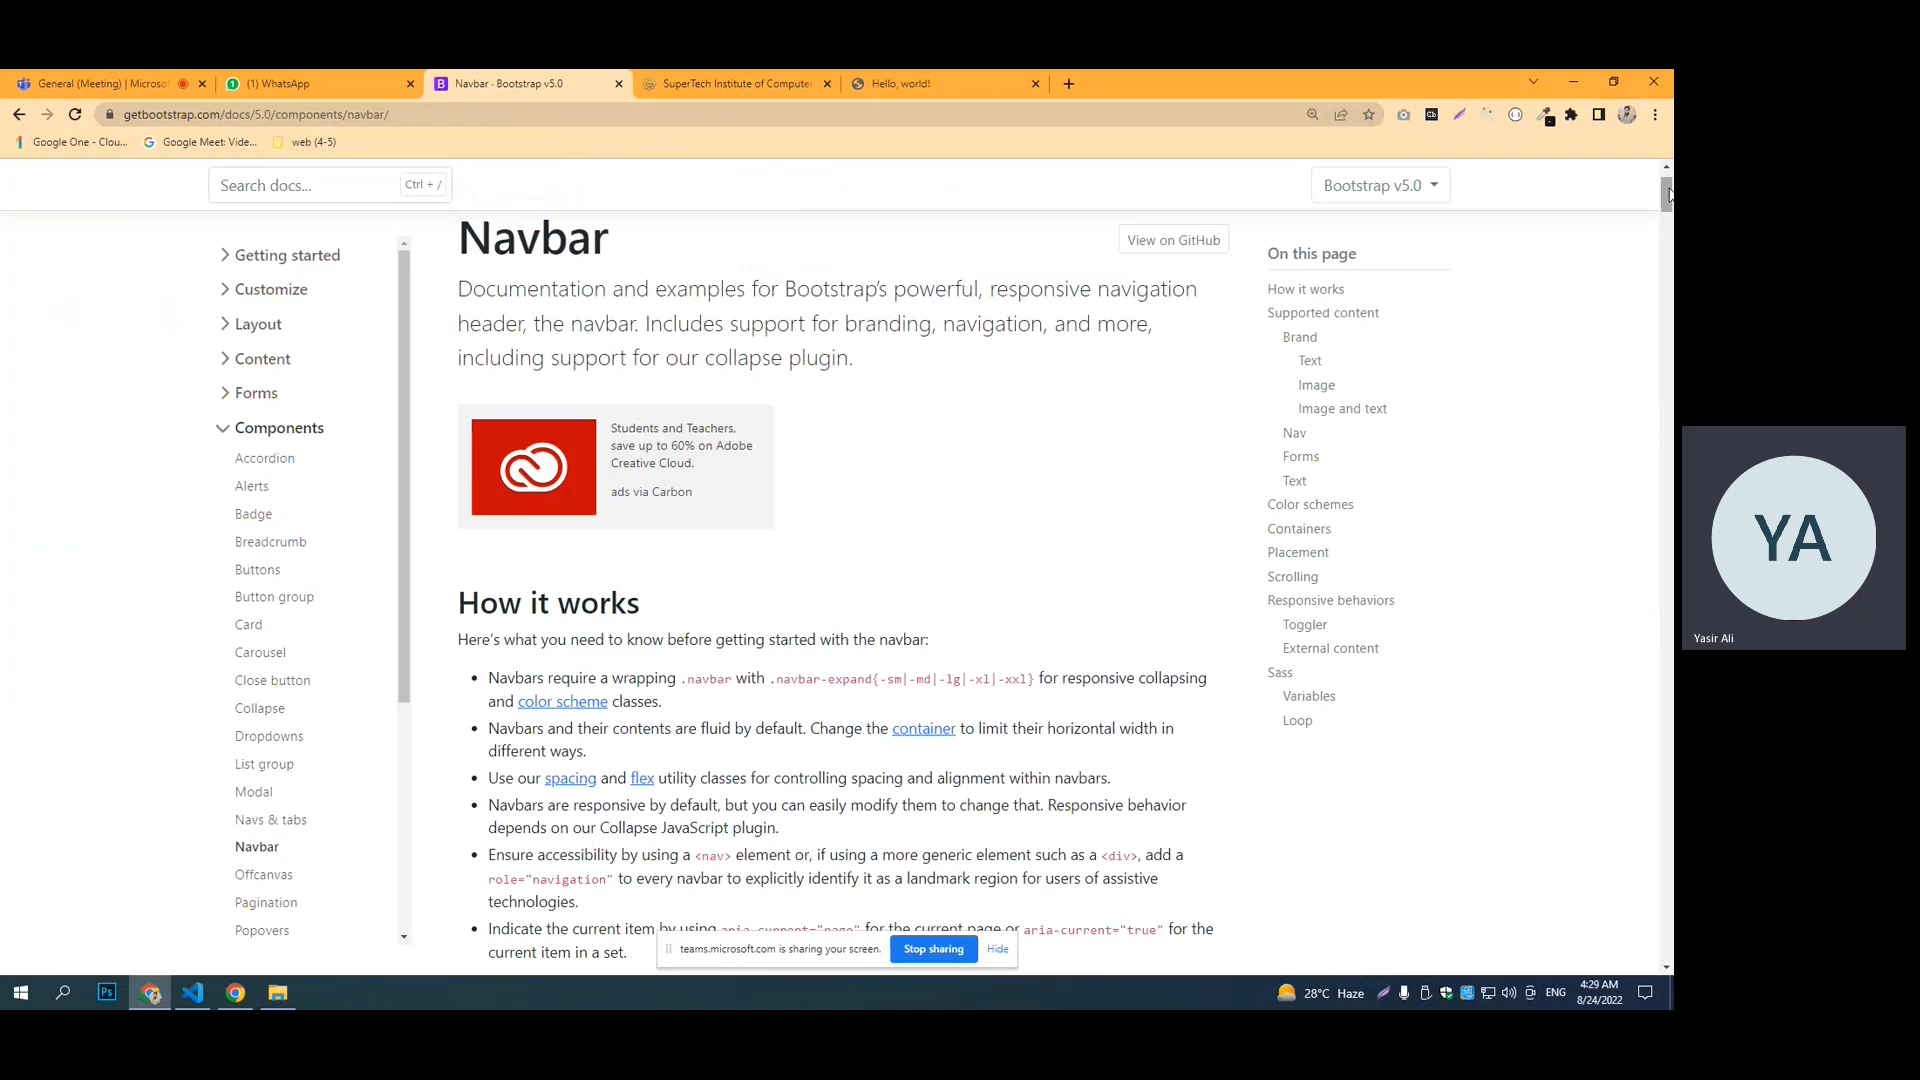 General (Meeting) | Microso
(1) WhatsApp
Navbar · Bootstrap v5.0
SuperTech Institute of Compute
Hello, world!
getbootstrap.com/docs/5.0/components/navbar/
Google One - Clou...
Google Meet: Vide...
web (4-5)
Search docs...
Ctrl + /
Bootstrap v5.0
Getting started
Customize
Layout
Content
Forms
Components
Accordion
Alerts
Badge
Breadcrumb
Buttons
Button group
Card
Carousel
Close button
Collapse
Dropdowns
List group
Modal
Navs & tabs
Navbar
Offcanvas
Pagination
Popovers
Navbar
View on GitHub
Documentation and examples for Bootstrap's powerful, responsive navigation
header, the navbar. Includes support for branding, navigation, and more,
including support for our collapse plugin.
Students and Teachers,
save up to 60% on Adobe
Creative Cloud.
ads via Carbon
How it works
Here's what you need to know before getting started with the navbar:
Navbars require a wrapping .navbar with .navbar-expand{-sm|-md|-lg|-xl|-xxl} for responsive collapsing
and color scheme classes.
Navbars and their contents are fluid by default. Change the container to limit their horizontal width in
different ways.
Use our spacing and flex utility classes for controlling spacing and alignment within navbars.
Navbars are responsive by default, but you can easily modify them to change that. Responsive behavior
depends on our Collapse JavaScript plugin.
Ensure accessibility by using a <nav> element or, if using a more generic element such as a <div>, add a
role="navigation" to every navbar to explicitly identify it as a landmark region for users of assistive
technologies.
Indicate the current item by using aria-current="page" for the current page or aria-current="true" for the
current item in a set.
On this page
How it works
Supported content
Brand
Text
Image
Image and text
Nav
Forms
Text
Color schemes
Containers
Placement
Scrolling
Responsive behaviors
Toggler
External content
Sass
Variables
Loop
teams.microsoft.com is sharing your screen.
Stop sharing
Hide
YA
Yasir Ali
Ps
28°C Haze
ENG
4:29 AM
8/24/2022